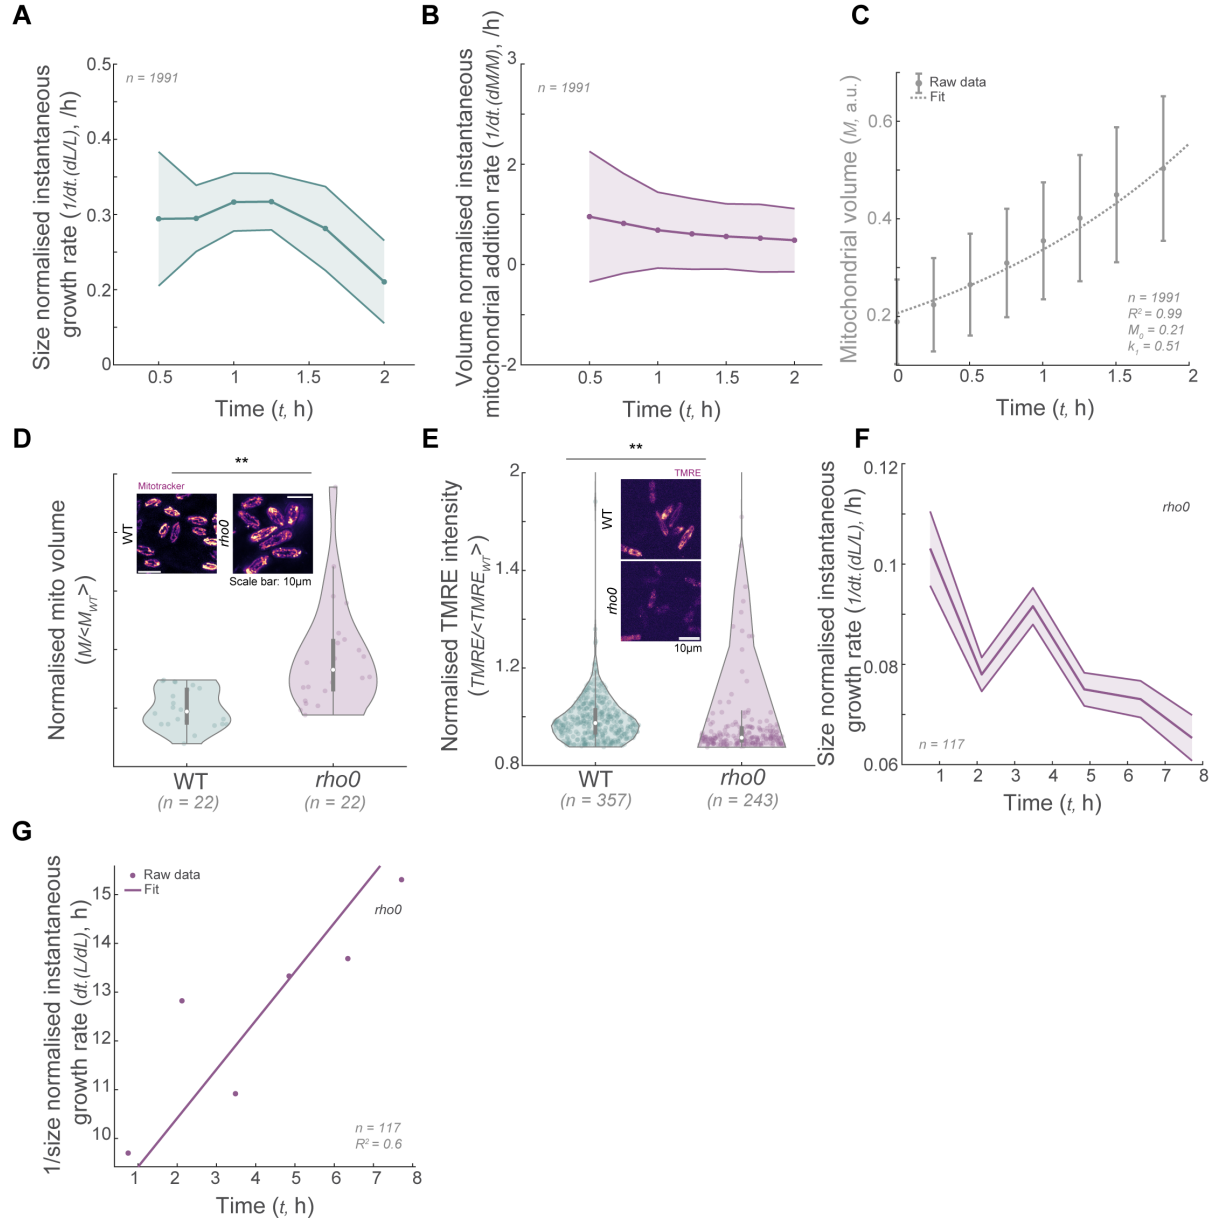 A
Size normalised instantaneous
growth rate (1/dt.(dL/L), /h)
0.5
0.4
0.3
0.2
0
n = 1991
0.5
1
1.5
2
Time (t, h)
B
Volume normalised instantaneous
mitochondrial addition rate (1/dt.(dM/M), /h)
3
2
0
-2
n = 1991
0.5
1
1.5
2
Time (t, h)
C
Mitochondrial volume (M, a.u.)
0.6
0.4
0.2
Raw data
Fit
n = 1991
R² = 0.99
M₀ = 0.21
k₁ = 0.51
0
0.5
1
1.5
2
Time (t, h)
D
Normalised mito volume
(M/<M_WT>)
**
Mitotracker
WT
rho0
Scale bar: 10μm
WT
(n = 22)
rho0
(n = 22)
E
Normalised TMRE intensity
(TMRE/<TMRE_WT>)
2
1.6
1.2
0.8
**
TMRE
WT
rho0
10μm
WT
(n = 357)
rho0
(n = 243)
F
Size normalised instantaneous
growth rate (1/dt.(dL/L), /h)
0.12
0.1
0.08
0.06
rho0
n = 117
1
2
3
4
5
6
7
8
Time (t, h)
G
1/size normalised instantaneous
growth rate (dt.(L/dL), h)
15
14
13
12
11
10
Raw data
Fit
rho0
n = 117
R² = 0.6
1
2
3
4
5
6
7
8
Time (t, h)